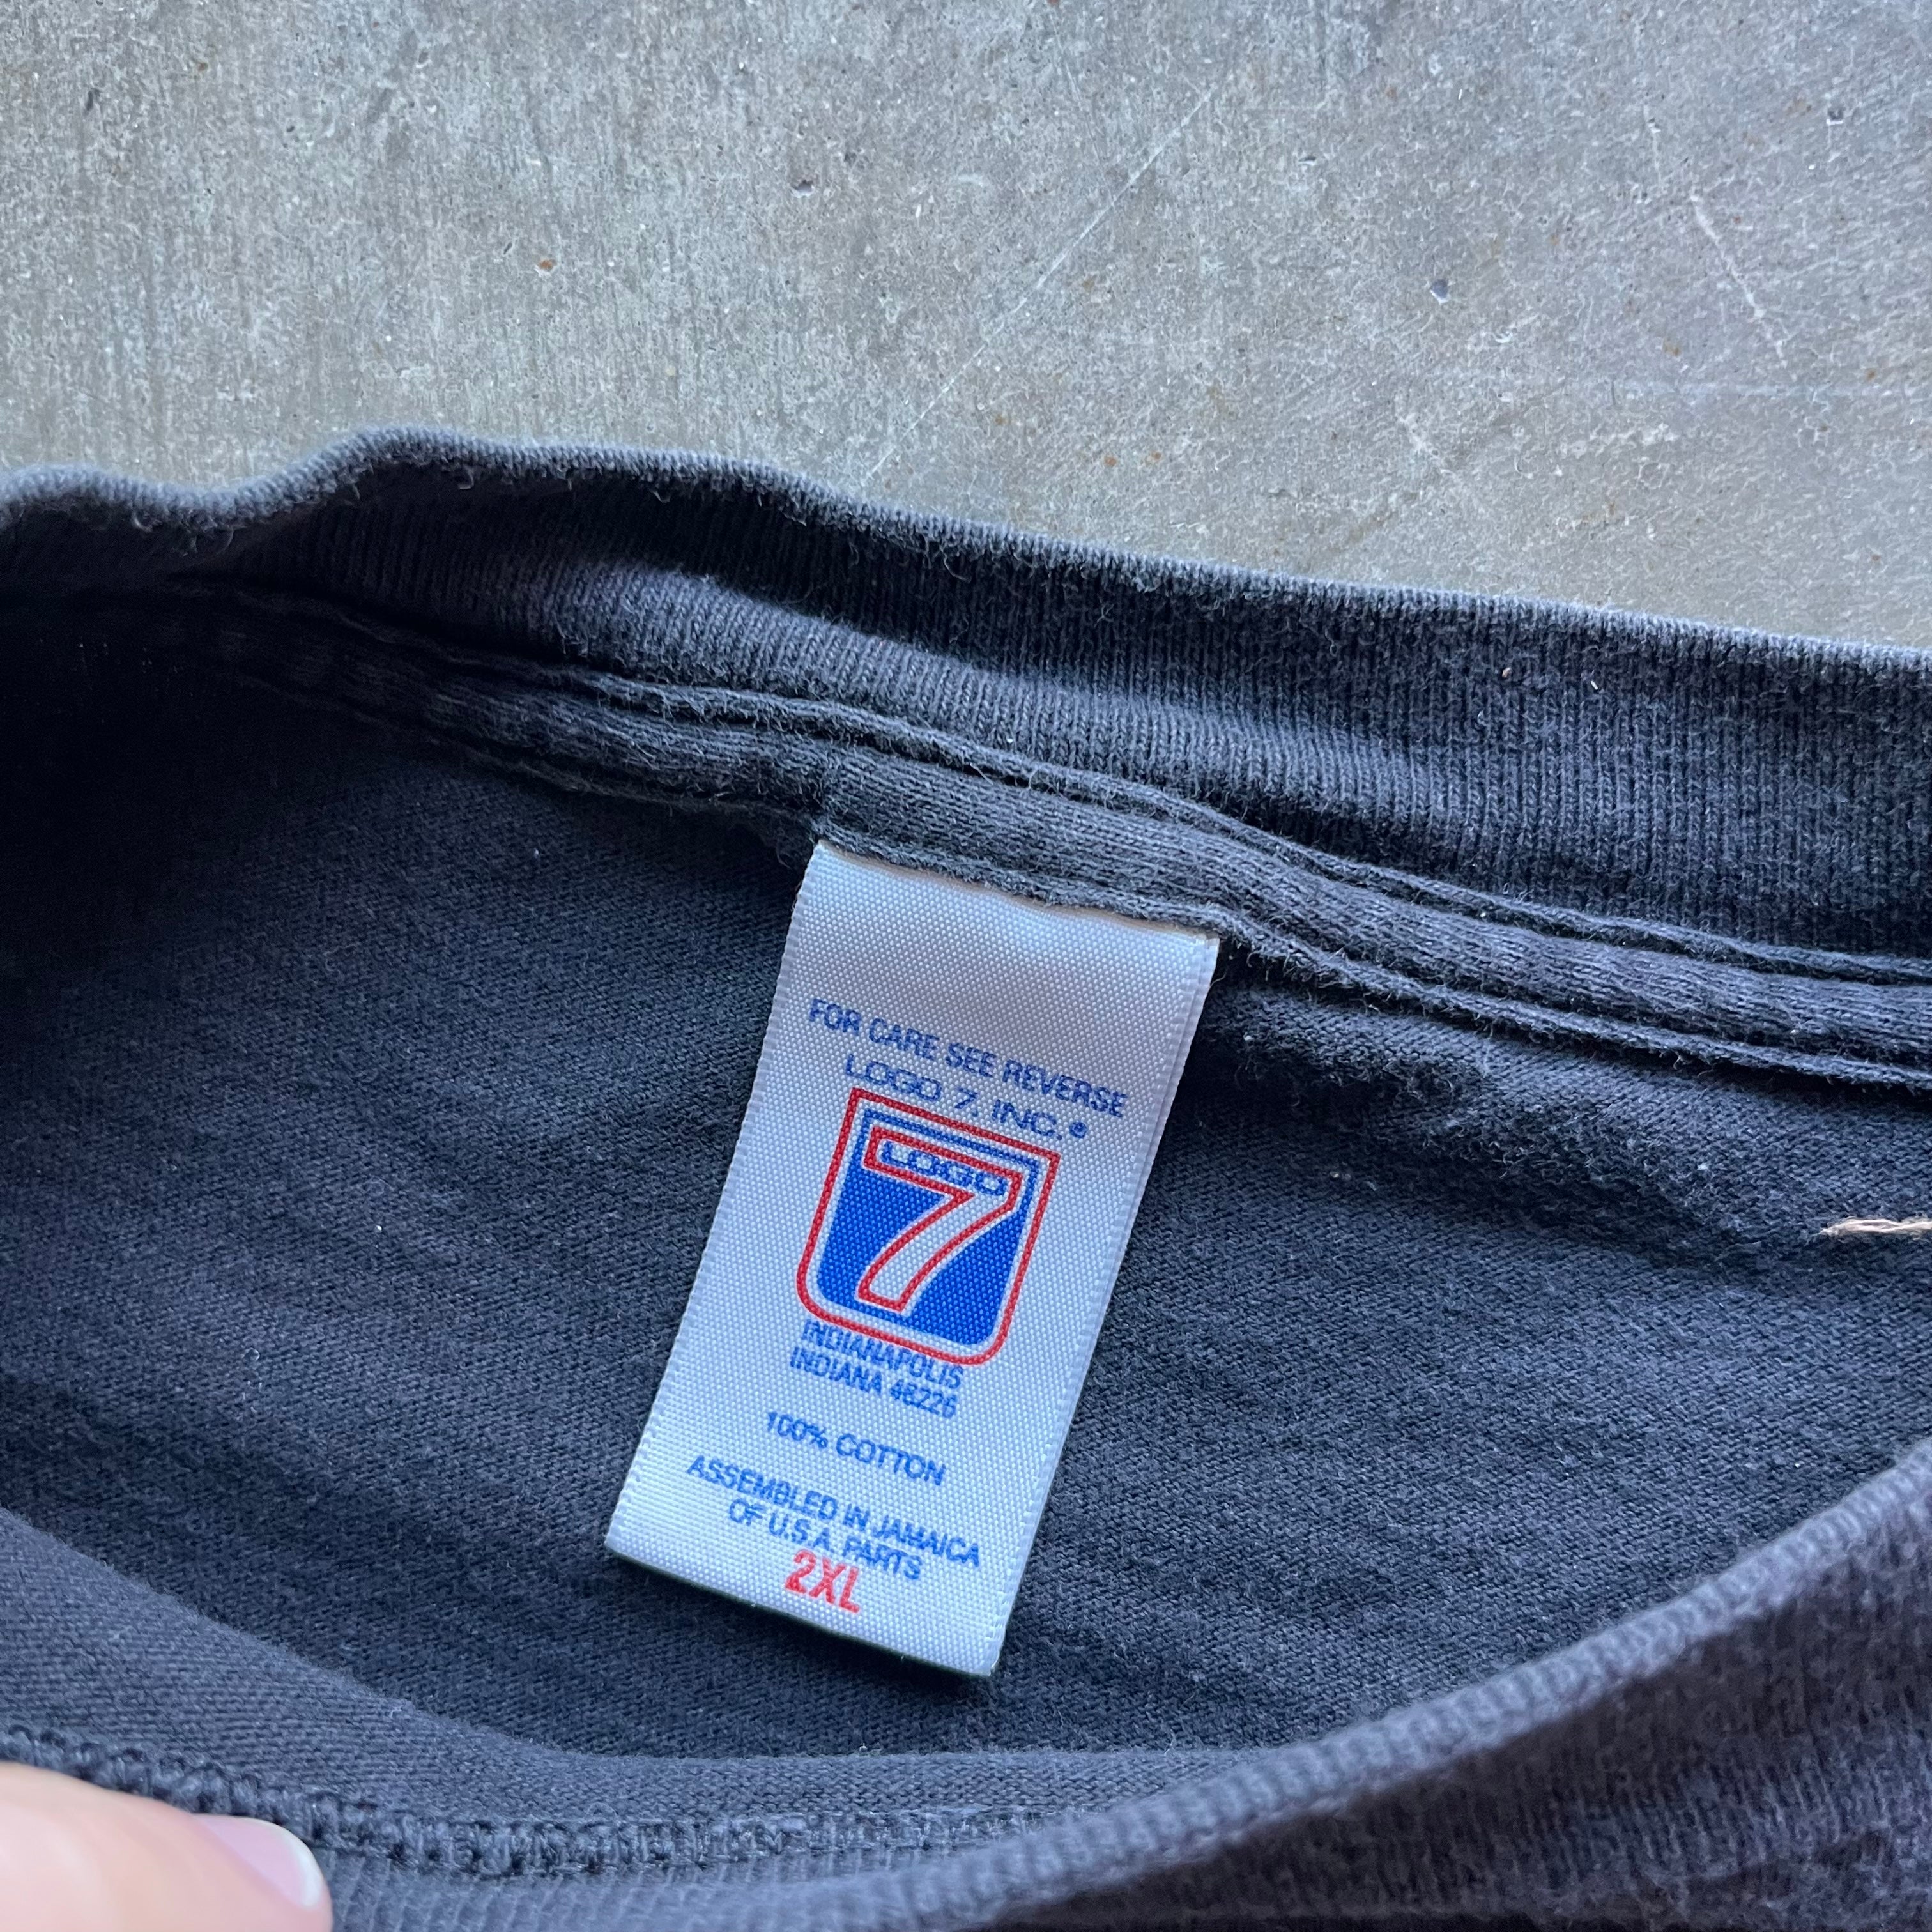 FOR CARE SEE REVERSE
LOGO 7, INC.®
LOGO
7
INDIANAPOLIS
INDIANA 46226
100% COTTON
ASSEMBLED IN JAMAICA
OF U.S.A. PARTS
2XL